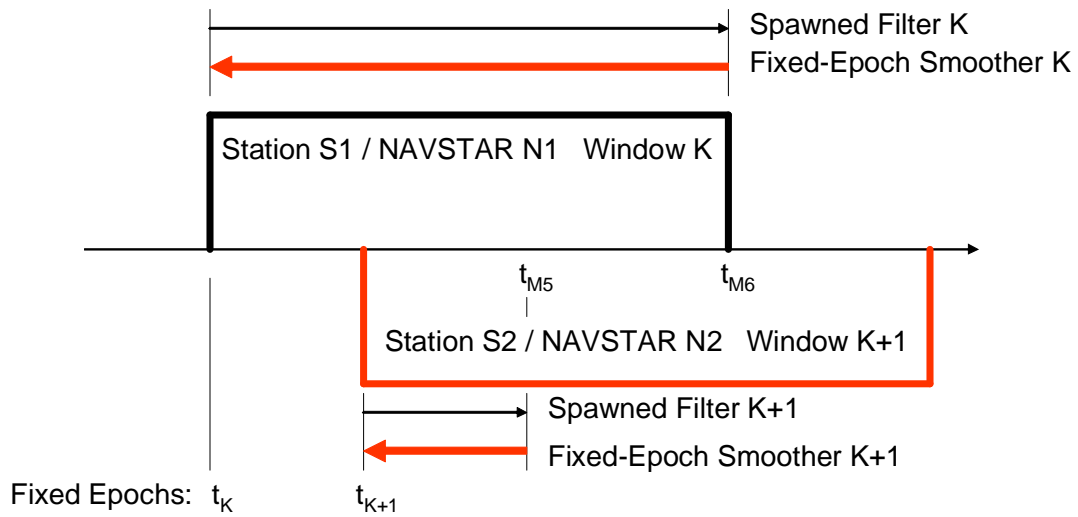 Spawned Filter K
Fixed-Epoch Smoother K
Station S1 / NAVSTAR N1 Window K
tM5
tM6
Station S2 / NAVSTAR N2 Window K+1
Spawned Filter K+1
Fixed-Epoch Smoother K+1
Fixed Epochs: tK tK+1